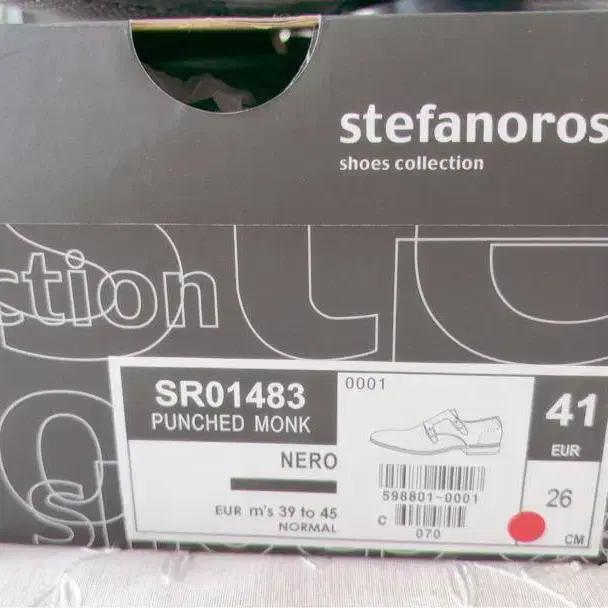 stefanoros
shoes collection
ction
SR01483
PUNCHED MONK
NERO
EUR m's 39 to 45
NORMAL
0001
598801-0001
C
070
41
EUR
26
CM